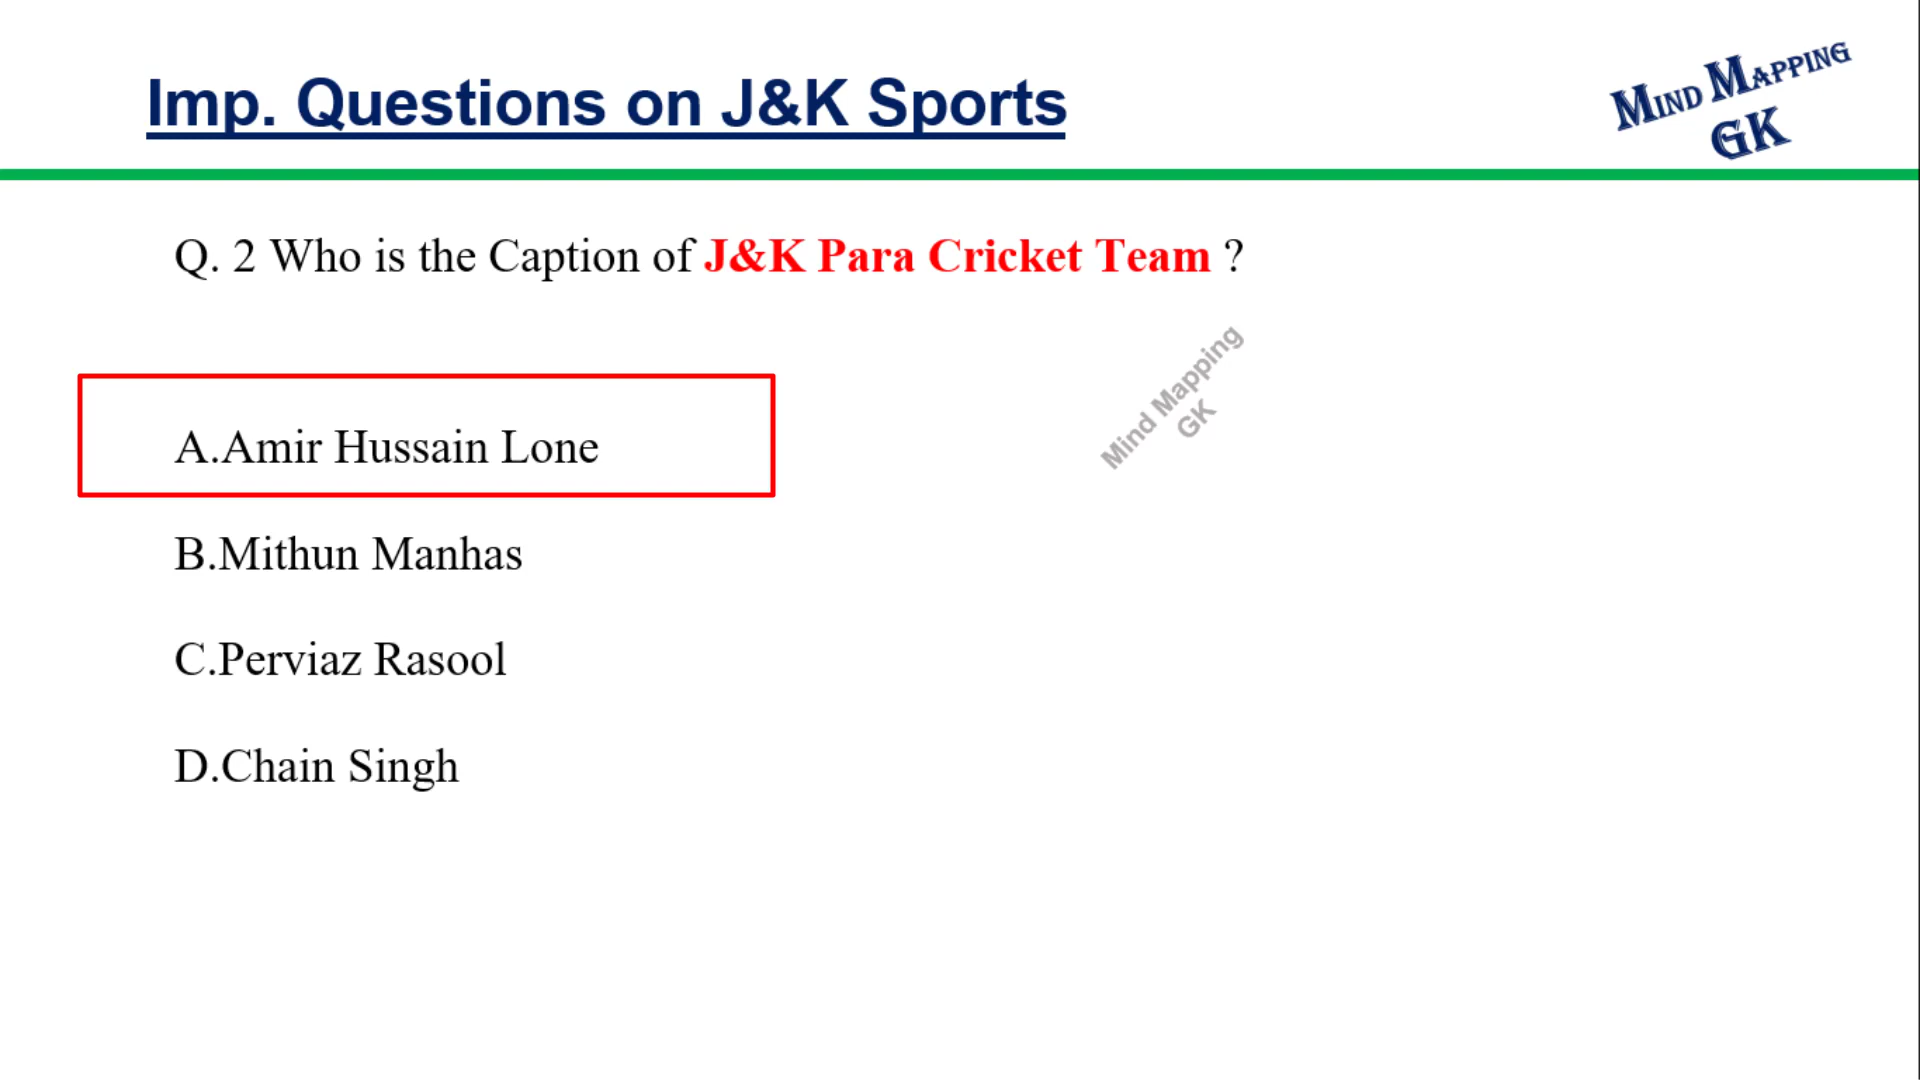 Imp. Questions on J&K Sports
MIND MAPPING
GK
Q. 2 Who is the Caption of J&K Para Cricket Team ?
Mind Mapping
GK
A.Amir Hussain Lone
B.Mithun Manhas
C.Perviaz Rasool
D.Chain Singh